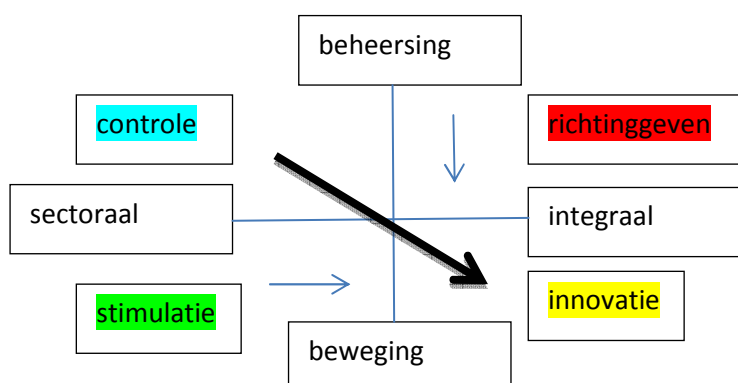 beheersing
controle
richtinggeven
sectoraal
integraal
stimulatie
innovatie
beweging